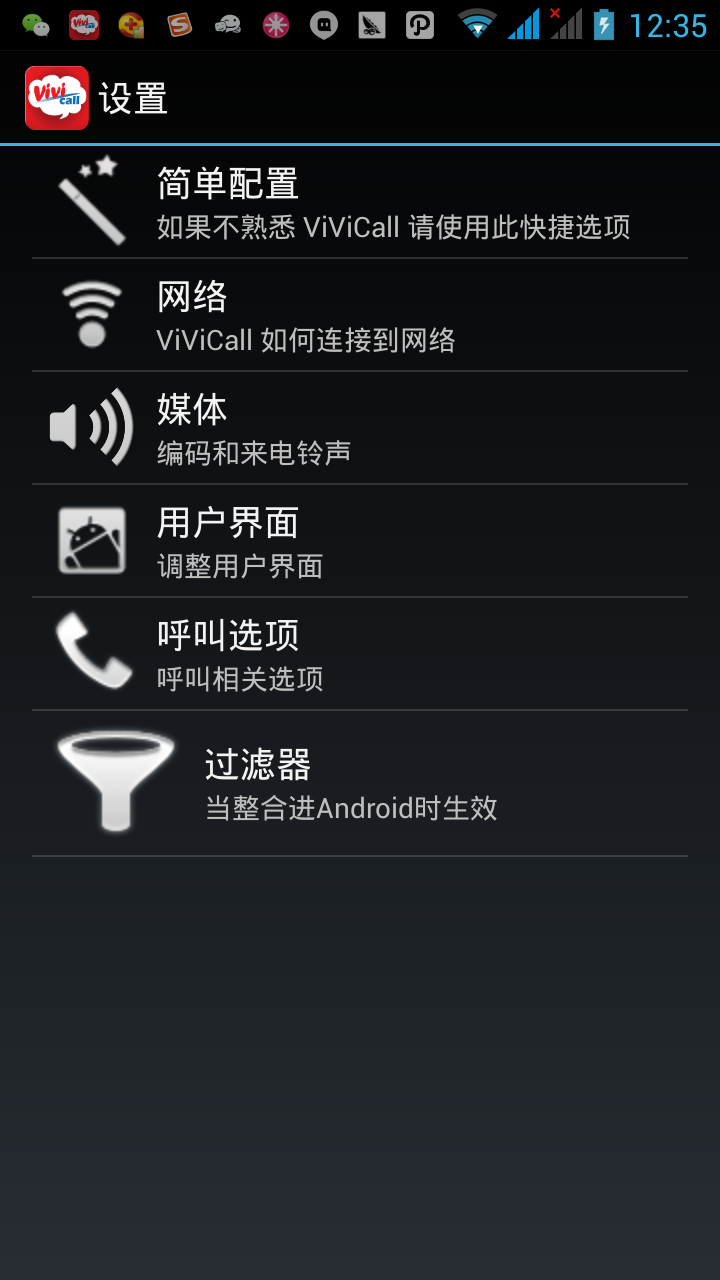 12:35
ViVi call 设置
简单配置
如果不熟悉 ViViCall 请使用此快捷选项
网络
ViViCall 如何连接到网络
媒体
编码和来电铃声
用户界面
调整用户界面
呼叫选项
呼叫相关选项
过滤器
当整合进Android时生效